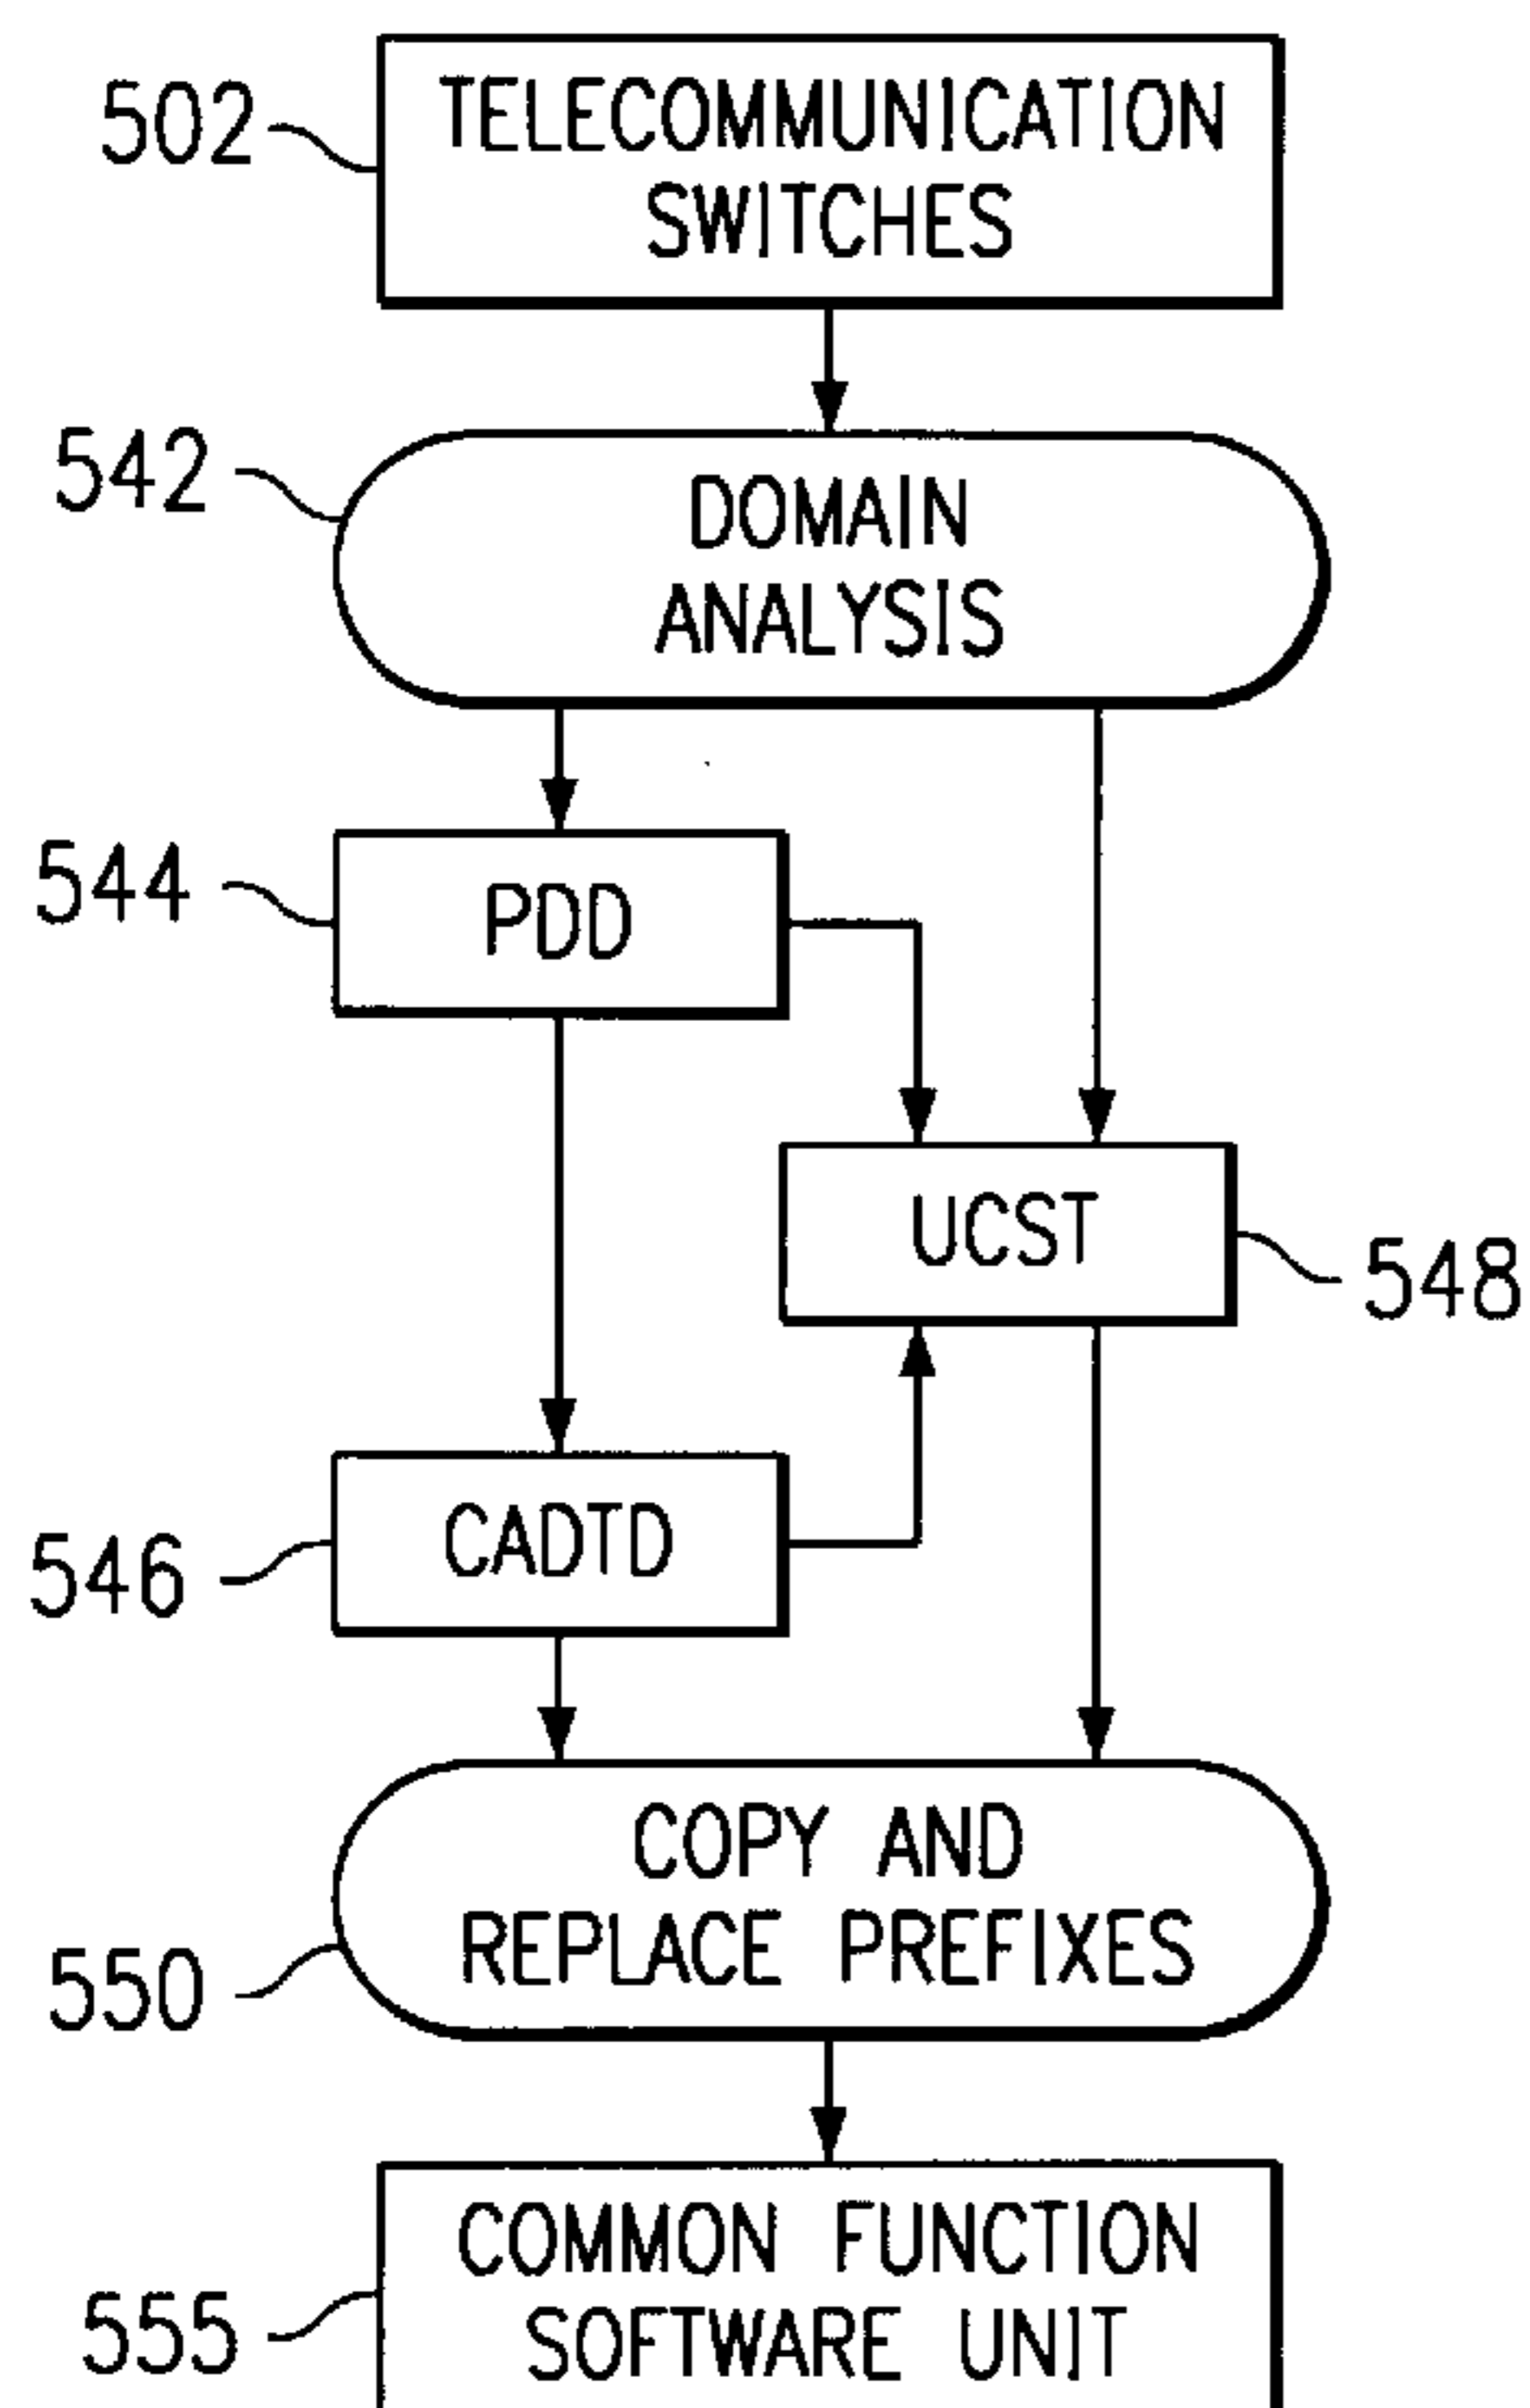 502
TELECOMMUNICATION
SWITCHES
542
DOMAIN
ANALYSIS
544
PDD
UCST
548
546
CADTD
COPY AND
REPLACE PREFIXES
550
COMMON FUNCTION
SOFTWARE UNIT
555